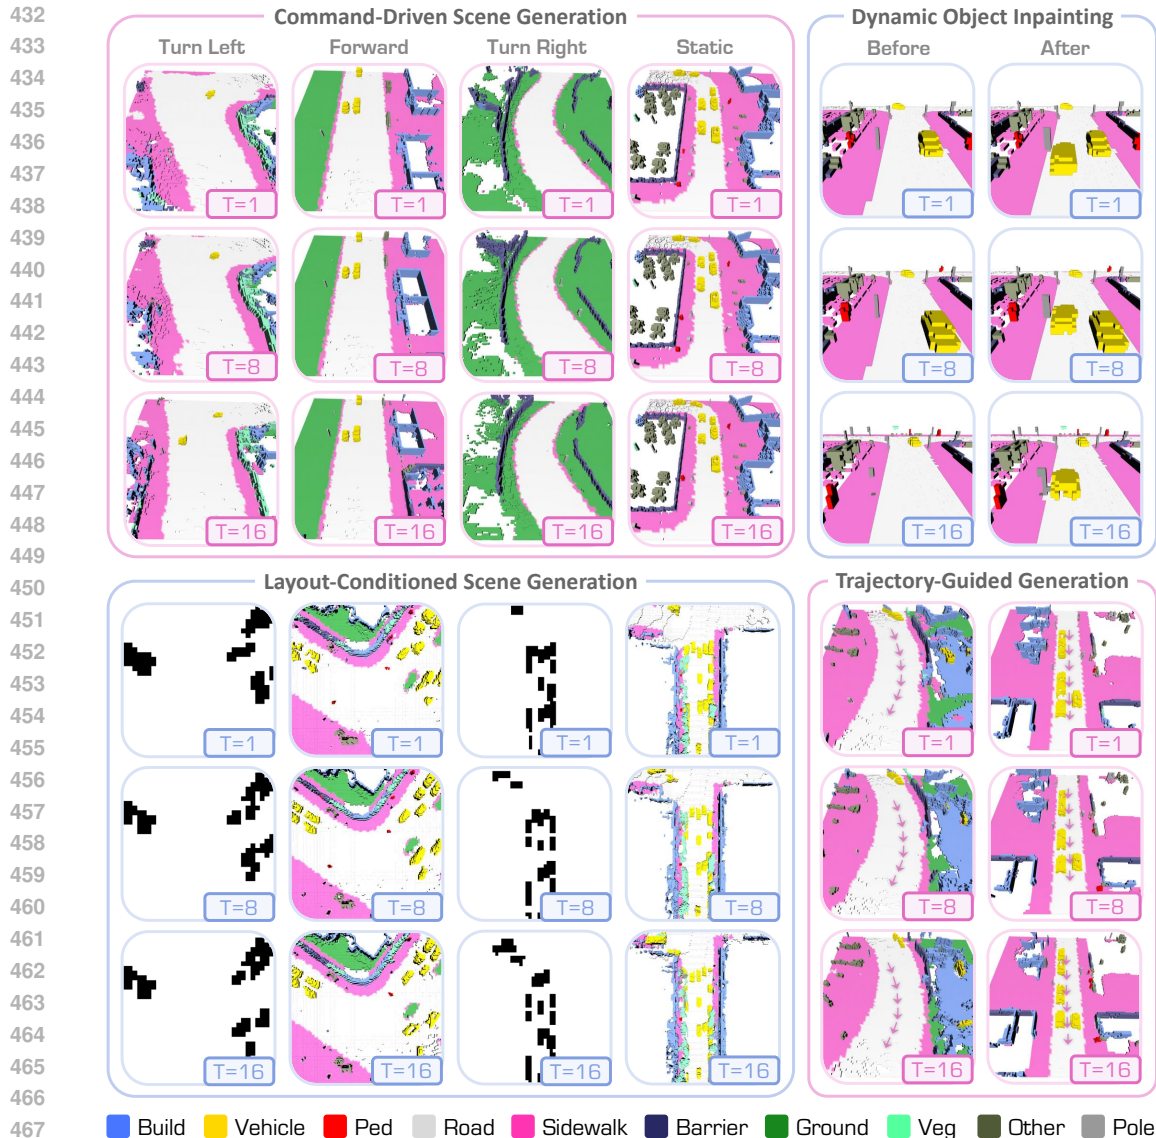 432
433
434
435
436
437
438
439
440
441
442
443
444
445
446
447
448
449
450
451
452
453
454
455
456
457
458
459
460
461
462
463
464
465
466
467
Command-Driven Scene Generation
Turn Left Forward Turn Right Static
T=1 T=1 T=1 T=1
T=8 T=8 T=8 T=8
T=16 T=16 T=16 T=16
Dynamic Object Inpainting
Before After
T=1 T=1
T=8 T=8
T=16 T=16
Layout-Conditioned Scene Generation
T=1 T=1 T=1 T=1
T=8 T=8 T=8 T=8
T=16 T=16 T=16 T=16
Trajectory-Guided Generation
T=1 T=1
T=8 T=8
T=16 T=16
Build Vehicle Ped Road Sidewalk Barrier Ground Veg Other Pole